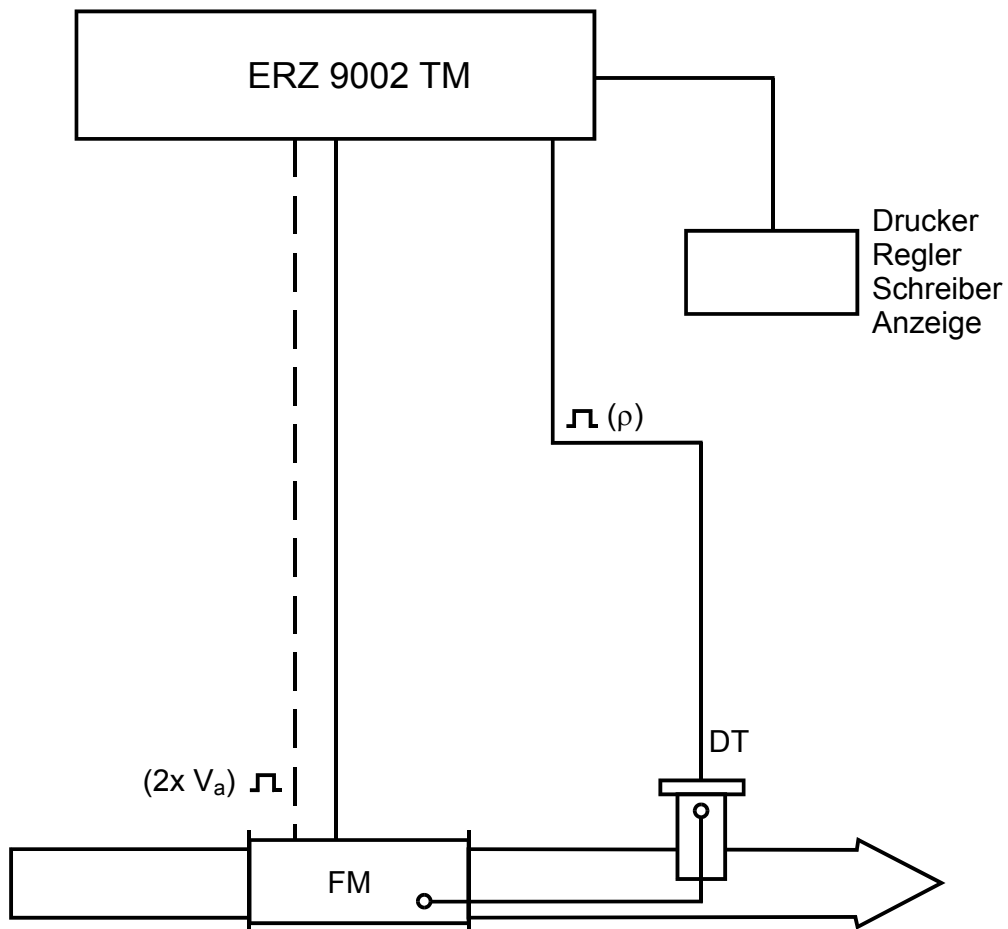 ERZ 9002 TM
Drucker
Regler
Schreiber
Anzeige
(ρ)
DT
(2x Va)
FM